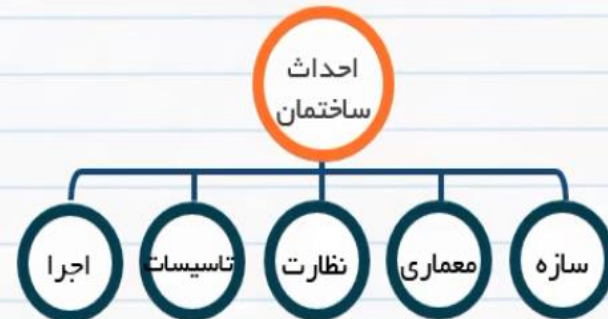 احداث
ساختمان
سازه
معماری
نظارت
تاسیسات
اجرا